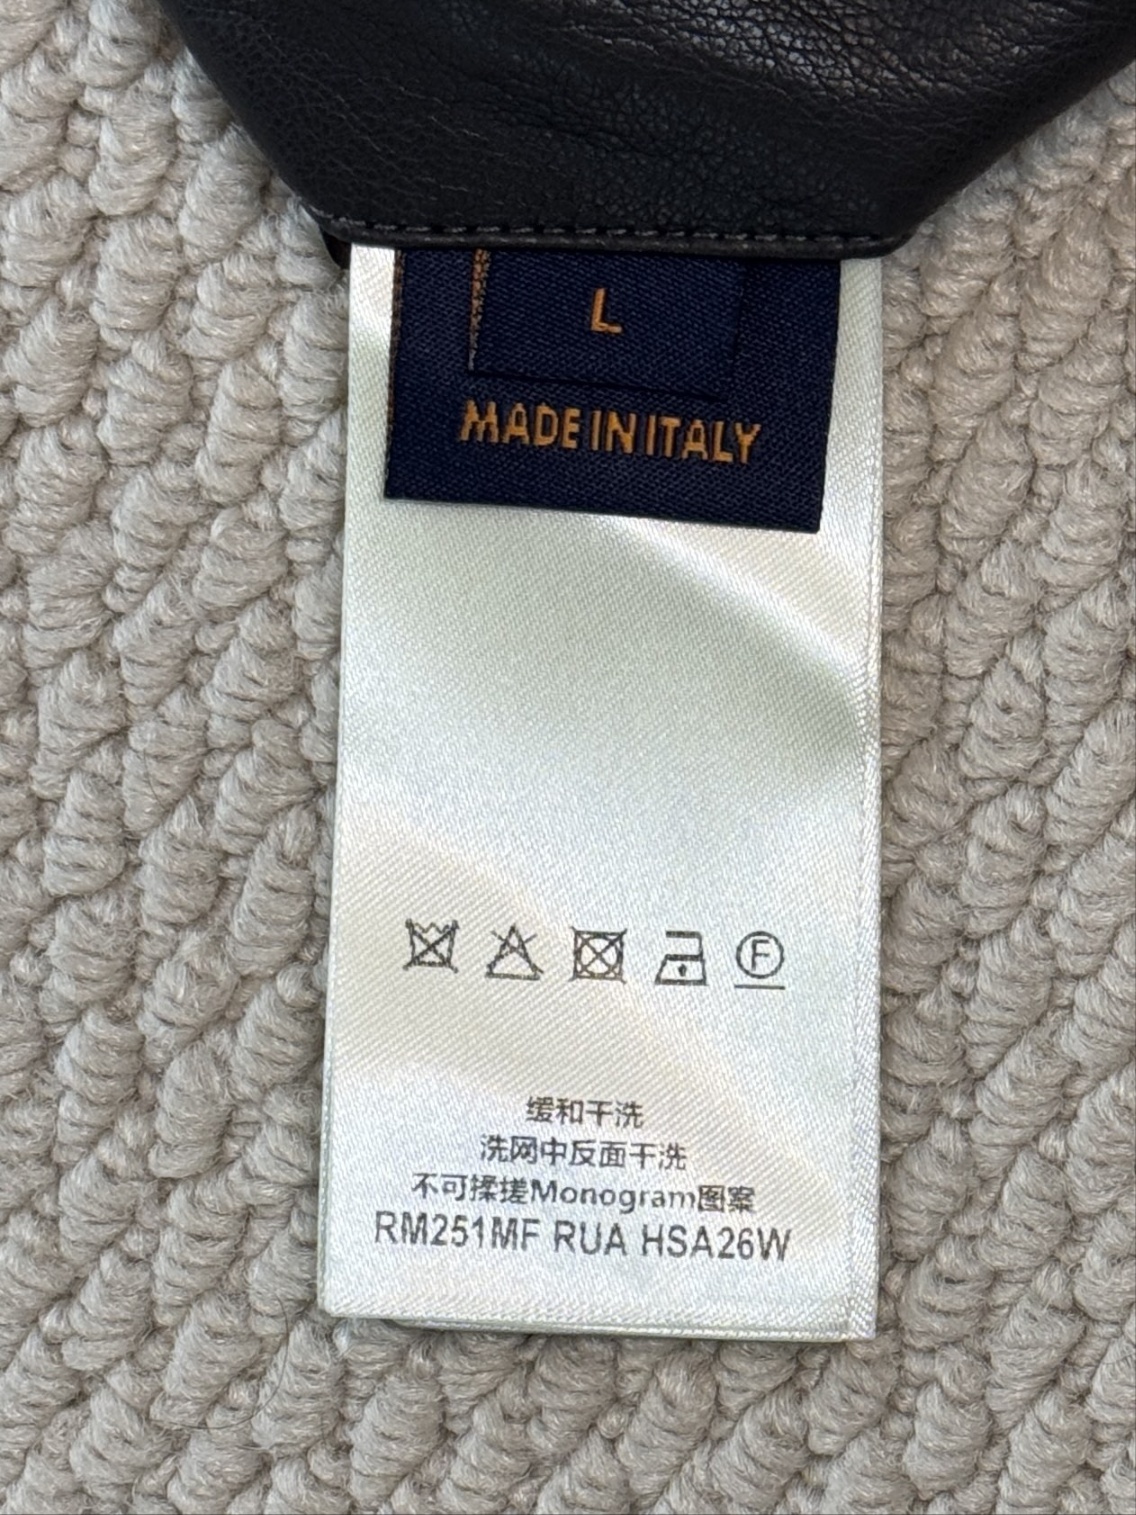 L
MADE IN ITALY
F
缓和干洗
洗网中反面干洗
不可揉搓Monogram图案
RM251MF RUA HSA26W